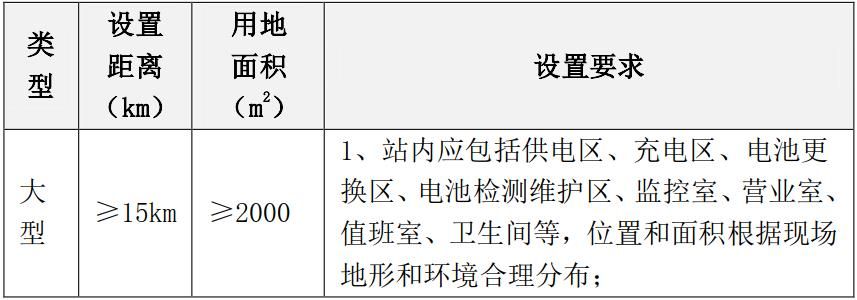 类型
设置距离（km）
用地面积（m²）
设置要求
大型
≥15km
≥2000
1、站内应包括供电区、充电区、电池更
换区、电池检测维护区、监控室、营业室、
值班室、卫生间等，位置和面积根据现场
地形和环境合理分布；